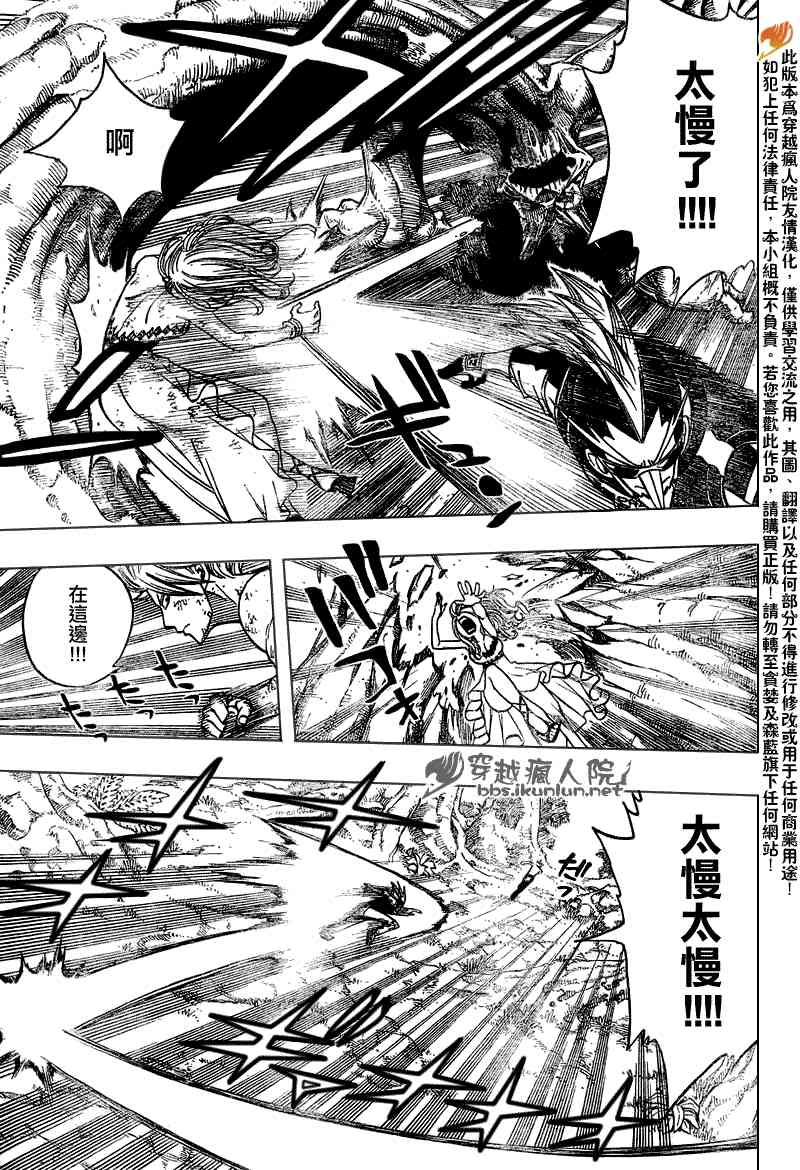 太慢了!!!!
啊
在這邊!!!
太慢太慢!!!!
穿越瘋人院
bbs.ikunlun.net
此版本爲穿越瘋人院友情漢化，僅供學習交流之用，其圖、翻譯以及任何部分不得進行修改或用于任何商業用途！
如犯上任何法律責任，本小組概不負責。若您喜歡此作品，請購買正版！請勿轉至貪婪及森藍旗下任何網站！